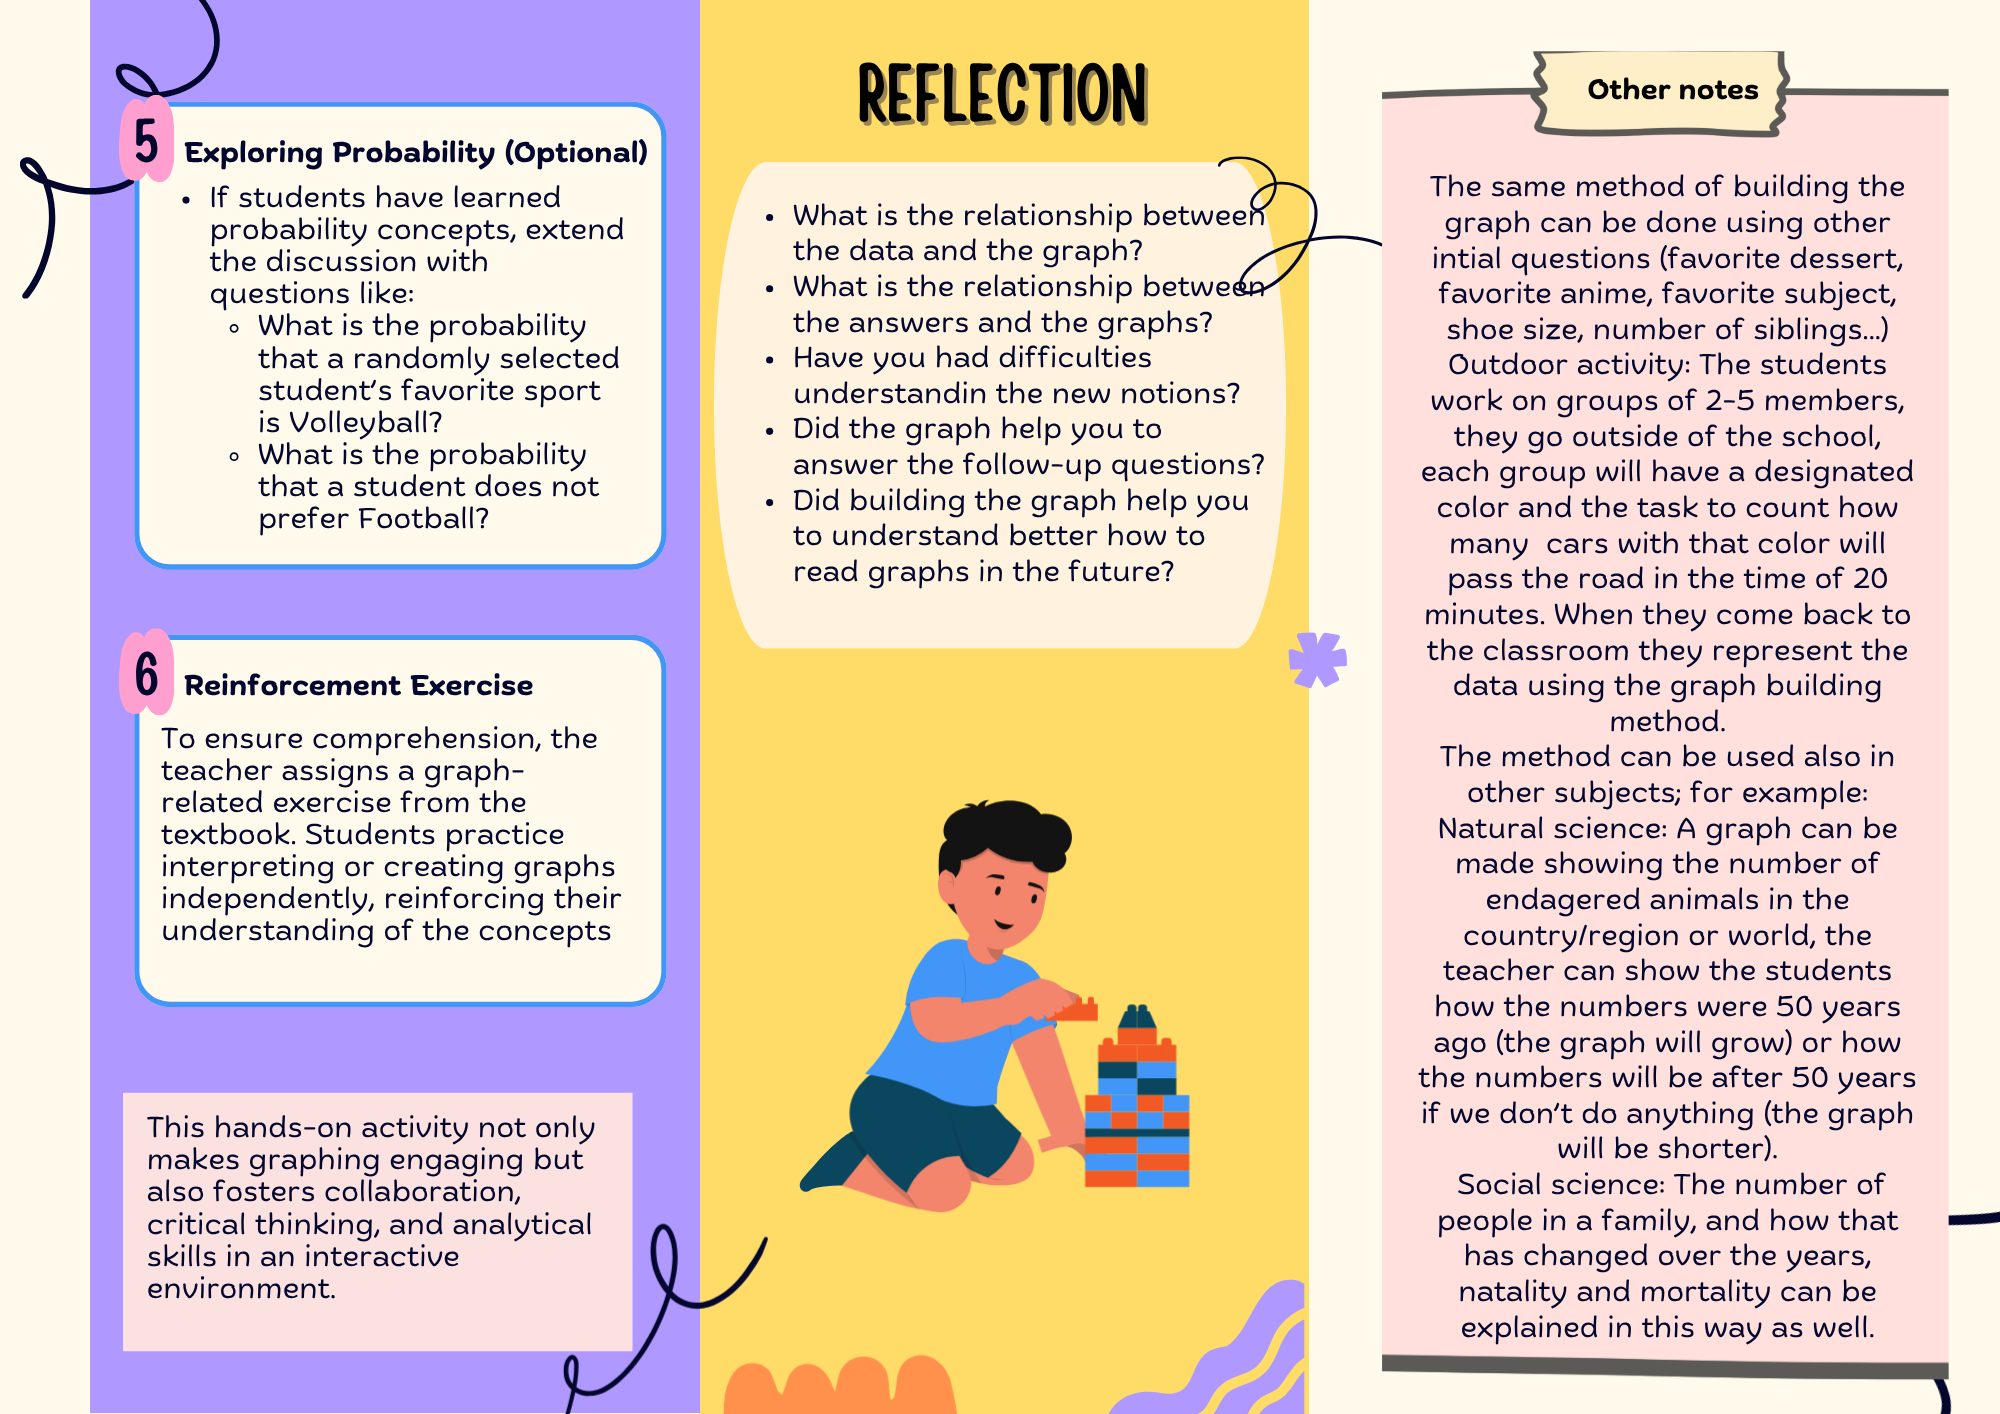 5
Exploring Probability (Optional)
• If students have learned
probability concepts, extend
the discussion with
questions like:
◦ What is the probability
that a randomly selected
student's favorite sport
is Volleyball?
◦ What is the probability
that a student does not
prefer Football?
6
Reinforcement Exercise
To ensure comprehension, the
teacher assigns a graph-
related exercise from the
textbook. Students practice
interpreting or creating graphs
independently, reinforcing their
understanding of the concepts
This hands-on activity not only
makes graphing engaging but
also fosters collaboration,
critical thinking, and analytical
skills in an interactive
environment.
REFLECTION
• What is the relationship between
the data and the graph?
• What is the relationship between
the answers and the graphs?
• Have you had difficulties
understandin the new notions?
• Did the graph help you to
answer the follow-up questions?
• Did building the graph help you
to understand better how to
read graphs in the future?
Other notes
The same method of building the
graph can be done using other
intial questions (favorite dessert,
favorite anime, favorite subject,
shoe size, number of siblings...)
Outdoor activity: The students
work on groups of 2-5 members,
they go outside of the school,
each group will have a designated
color and the task to count how
many cars with that color will
pass the road in the time of 20
minutes. When they come back to
the classroom they represent the
data using the graph building
method.
The method can be used also in
other subjects; for example:
Natural science: A graph can be
made showing the number of
endagered animals in the
country/region or world, the
teacher can show the students
how the numbers were 50 years
ago (the graph will grow) or how
the numbers will be after 50 years
if we don't do anything (the graph
will be shorter).
Social science: The number of
people in a family, and how that
has changed over the years,
natality and mortality can be
explained in this way as well.